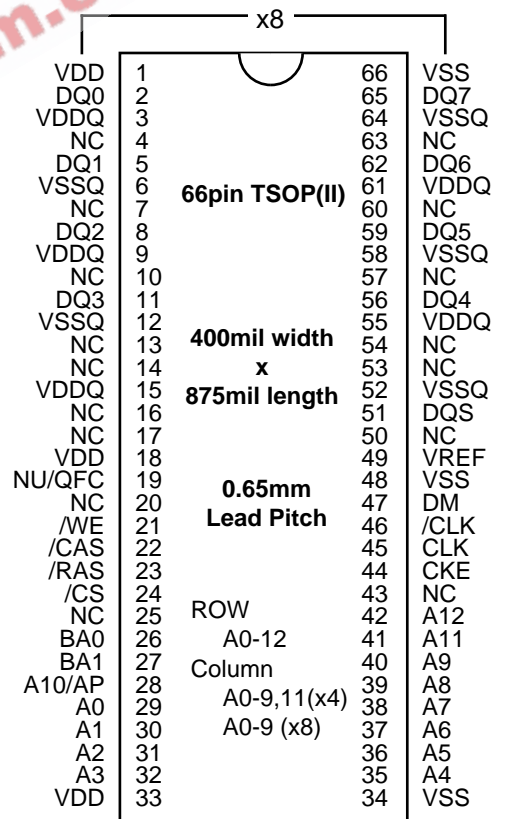 m.c
x8
VDD 1 66 VSS
DQ0 2 65 DQ7
VDDQ 3 64 VSSQ
NC 4 63 NC
DQ1 5 62 DQ6
VSSQ 6 66pin TSOP(II) 61 VDDQ
NC 7 60 NC
DQ2 8 59 DQ5
VDDQ 9 58 VSSQ
NC 10 57 NC
DQ3 11 56 DQ4
VSSQ 12 55 VDDQ
NC 13 400mil width 54 NC
NC 14 x 53 NC
VDDQ 15 875mil length 52 VSSQ
NC 16 51 DQS
NC 17 50 NC
VDD 18 49 VREF
NU/QFC 19 0.65mm 48 VSS
NC 20 Lead Pitch 47 DM
/WE 21 46 /CLK
/CAS 22 45 CLK
/RAS 23 44 CKE
/CS 24 43 NC
NC 25 ROW 42 A12
BA0 26 A0-12 41 A11
BA1 27 Column 40 A9
A10/AP 28 A0-9,11(x4) 39 A8
A0 29 38 A7
A1 30 A0-9 (x8) 37 A6
A2 31 36 A5
A3 32 35 A4
VDD 33 34 VSS